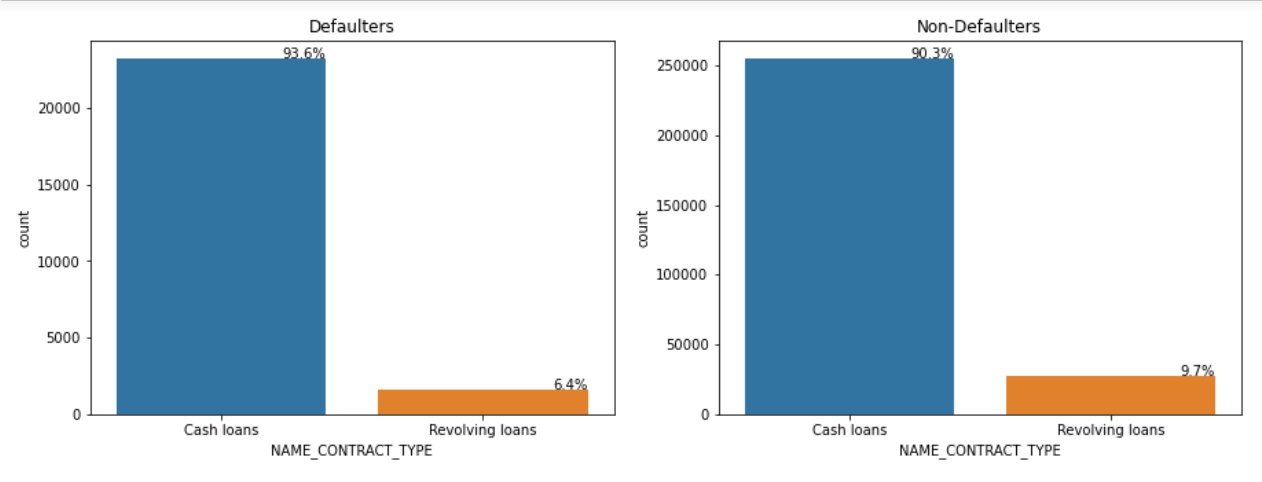 Defaulters
93.6%
20000
15000
10000
5000
0
count
6.4%
Cash loans
Revolving loans
NAME_CONTRACT_TYPE
Non-Defaulters
90.3%
250000
200000
150000
100000
50000
0
count
9.7%
Cash loans
Revolving loans
NAME_CONTRACT_TYPE